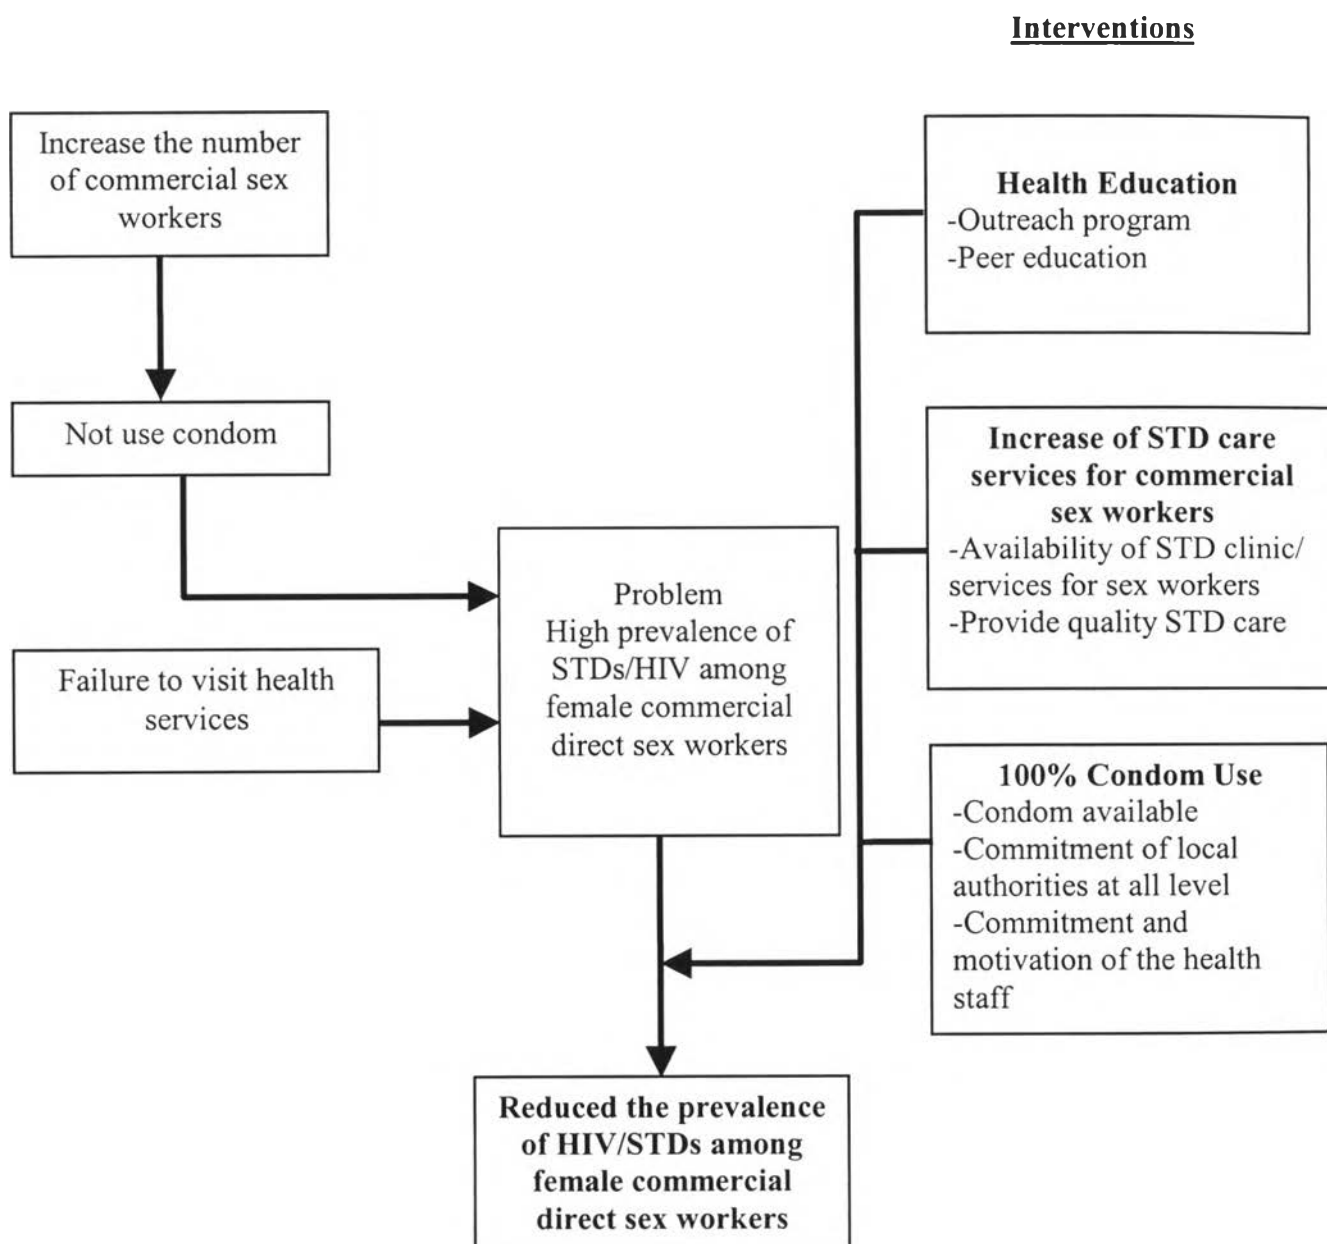 Interventions
Increase the number
of commercial sex
workers
Not use condom
Failure to visit health
services
Problem
High prevalence of
STDs/HIV among
female commercial
direct sex workers
Reduced the prevalence
of HIV/STDs among
female commercial
direct sex workers
Health Education
-Outreach program
-Peer education
Increase of STD care
services for commercial
sex workers
-Availability of STD clinic/
services for sex workers
-Provide quality STD care
100% Condom Use
-Condom available
-Commitment of local
authorities at all level
-Commitment and
motivation of the health
staff